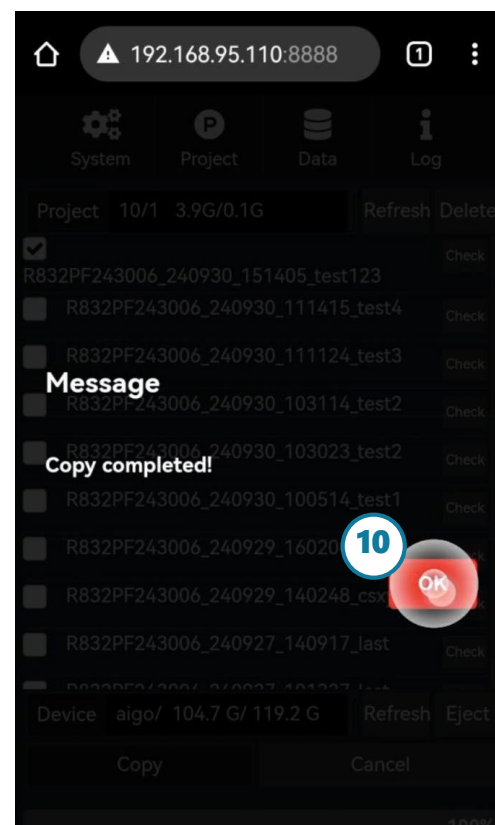 192.168.95.110:8888 1
P
System Project Data Log
Project 10/1 3.9G/0.1G Refresh Delete
Check
R832PF243006_240930_151405_test123
R832PF243006_240930_111415_test4 Check
R832PF243006_240930_111124_test3 Check
Message
R832PF243006_240930_103114_test2 Check
R832PF243006_240930_103023_test2 Check
Copy completed!
R832PF243006_240930_100514_test1 Check
10
R832PF243006_240929_16020
OK
R832PF243006_240929_140248_csx
R832PF243006_240927_140917_last Check
Device aigo/ 104.7 G/ 119.2 G Refresh Eject
Copy Cancel
100%